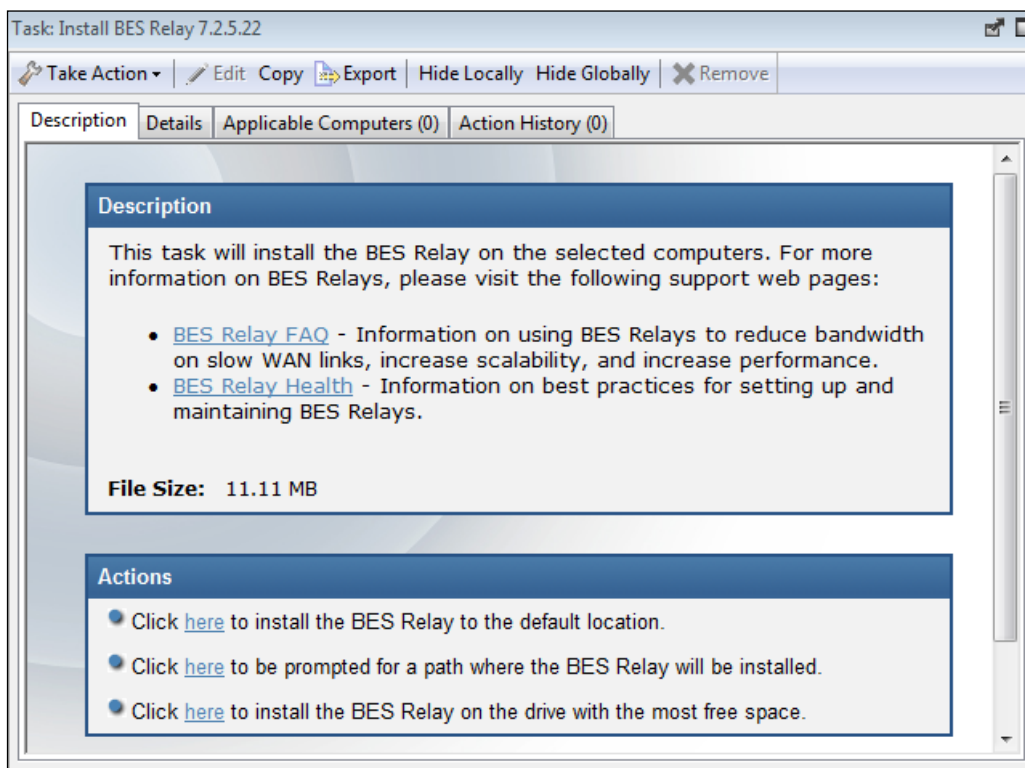 Task: Install BES Relay 7.2.5.22
Take Action Edit Copy Export Hide Locally Hide Globally Remove
Description Details Applicable Computers (0) Action History (0)
Description
This task will install the BES Relay on the selected computers. For more
information on BES Relays, please visit the following support web pages:
• BES Relay FAQ - Information on using BES Relays to reduce bandwidth
on slow WAN links, increase scalability, and increase performance.
• BES Relay Health - Information on best practices for setting up and
maintaining BES Relays.
File Size: 11.11 MB
Actions
Click here to install the BES Relay to the default location.
Click here to be prompted for a path where the BES Relay will be installed.
Click here to install the BES Relay on the drive with the most free space.